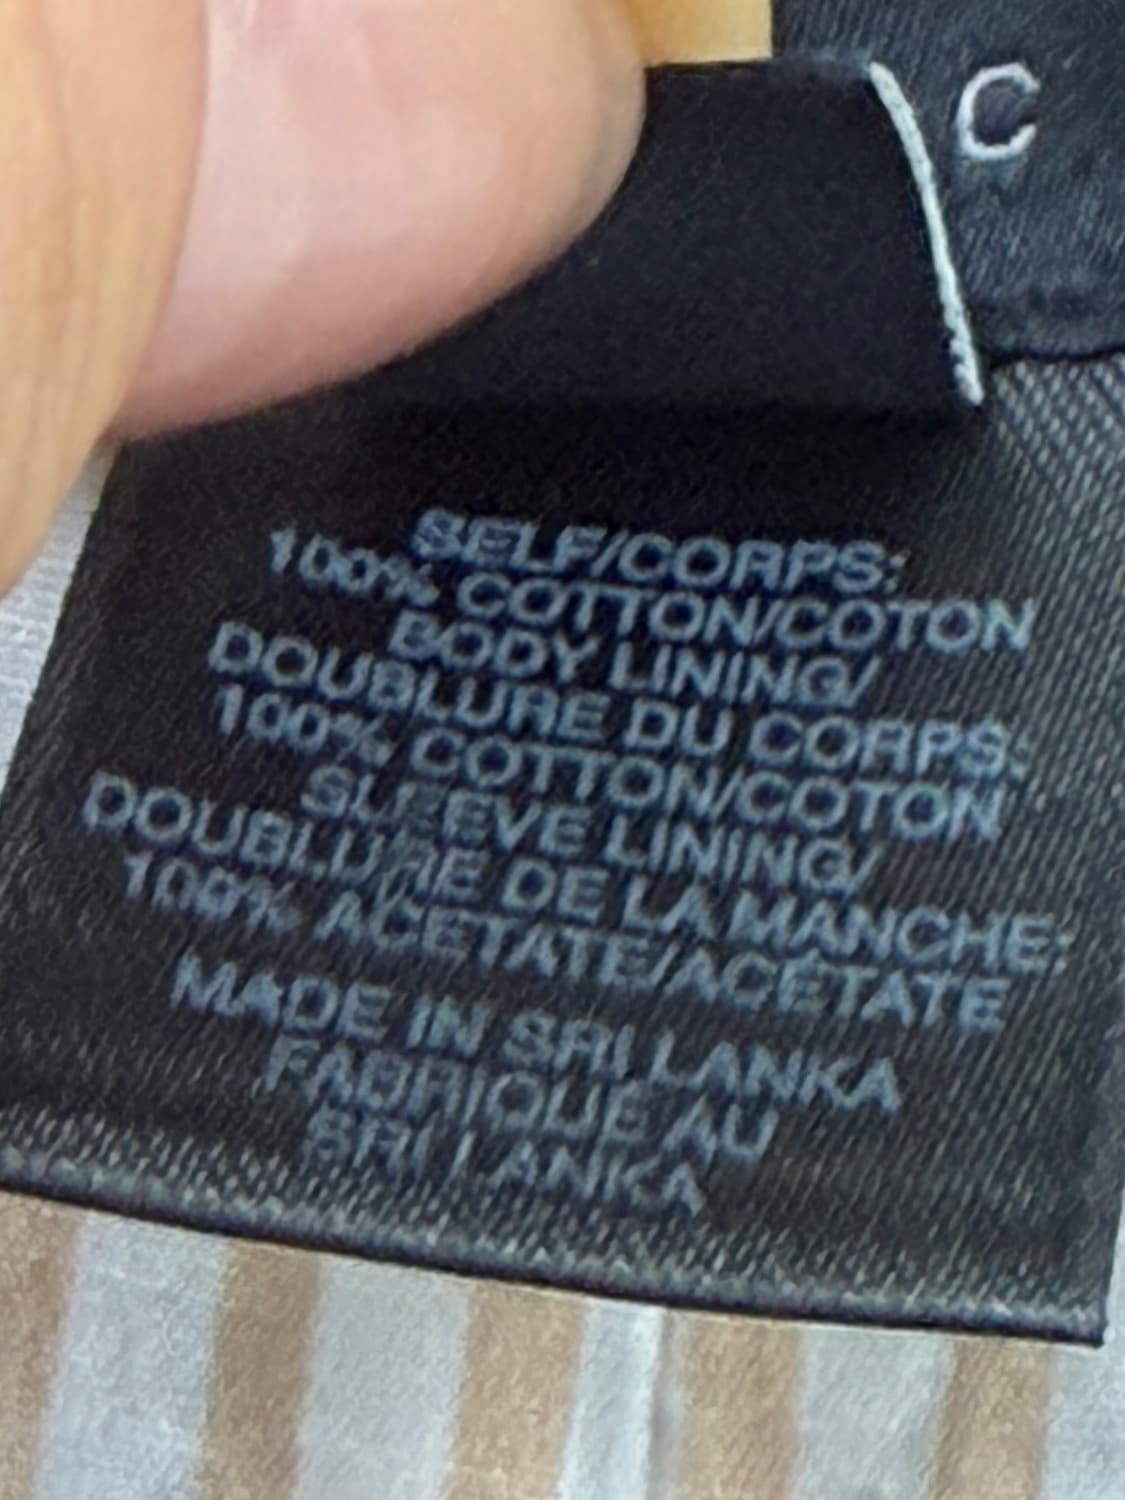 C
SELF/CORPS:
100% COTTON/COTON
BODY LINING/
DOUBLURE DU CORPS:
100% COTTON/COTON
SLEEVE LINING/
DOUBLURE DE LA MANCHE:
100% ACETATE/ACÉTATE
MADE IN SRI LANKA
FABRIQUÉ AU
SRI LANKA